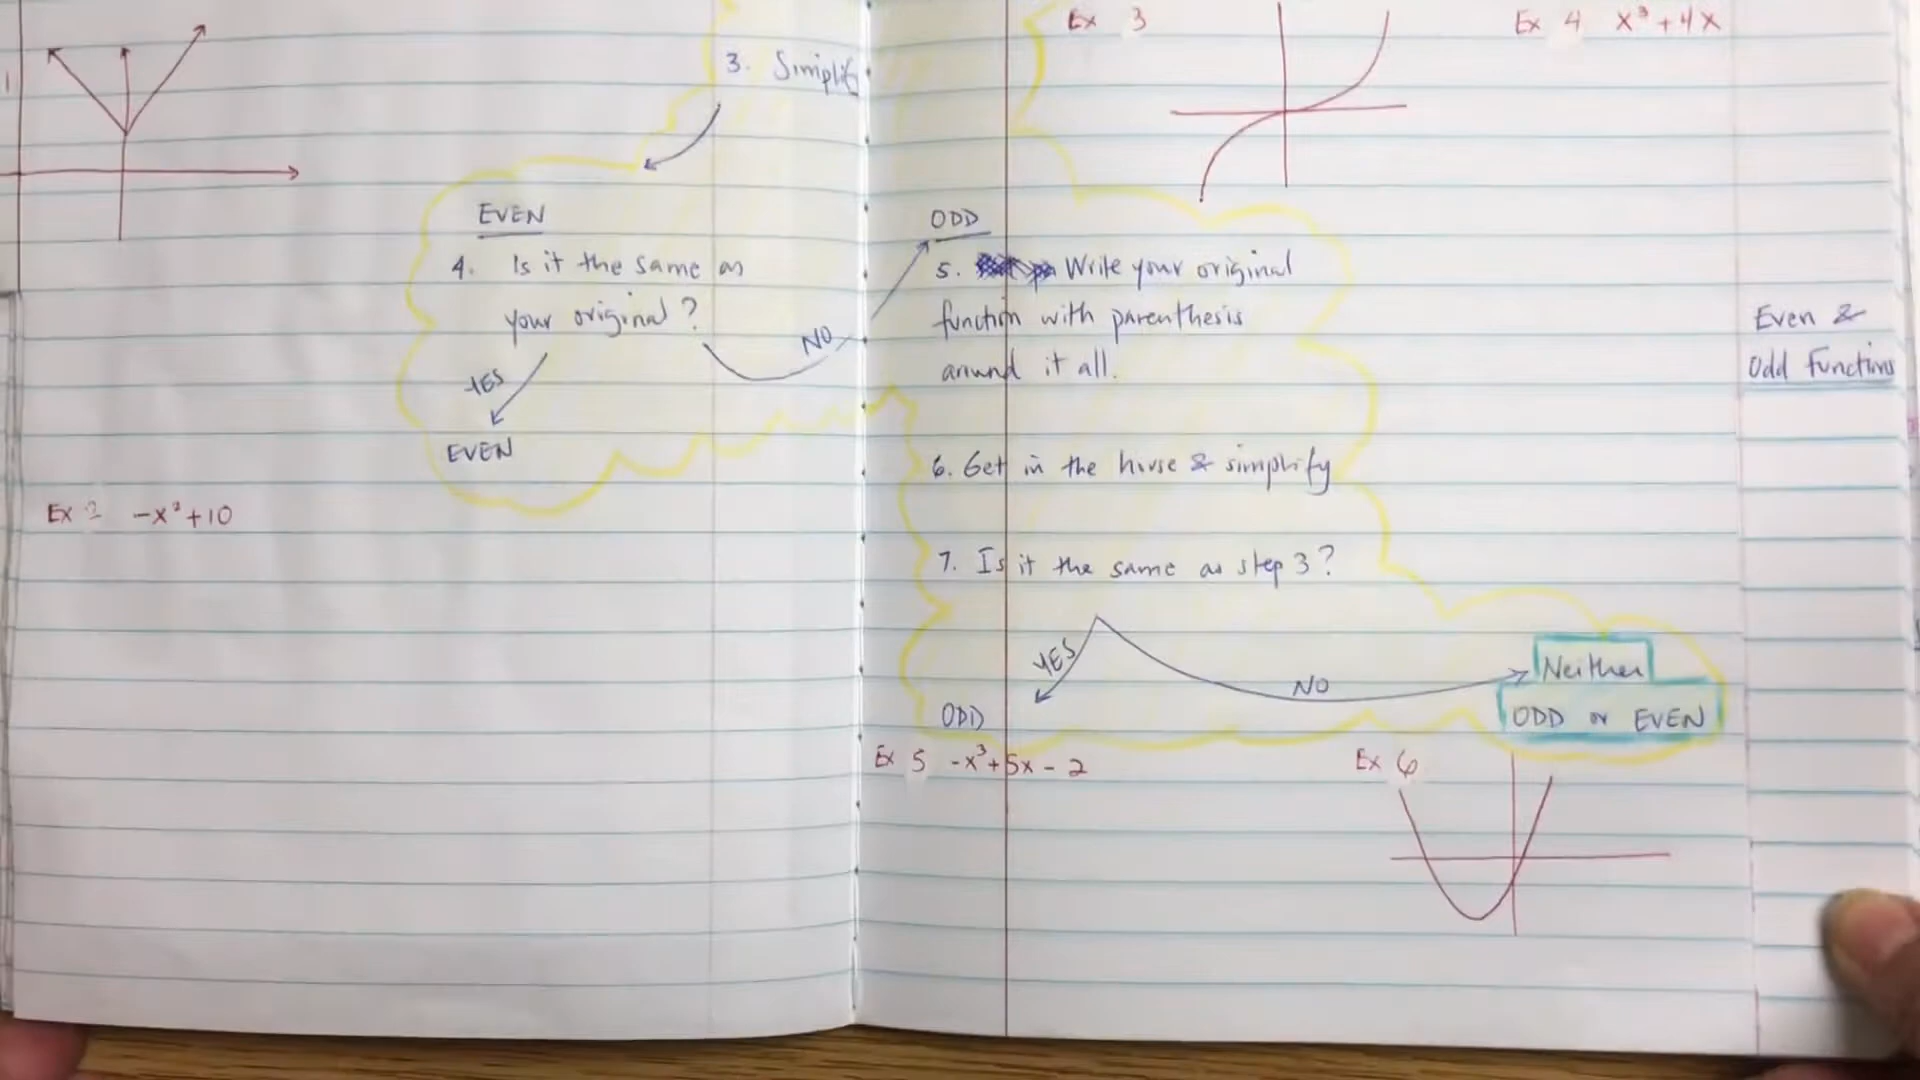 3. Simplify
EVEN
4. Is it the same as
your original?
YES
NO
EVEN
Ex 2 -x²+10
Ex 3
Ex 4 x³+4x
ODD
5. Write your original
function with parenthesis
around it all.
6. Get in the horse & simplify
7. Is it the same as step 3?
YES
NO
ODD
Neither
ODD or EVEN
Ex 5 -x³+5x-2
Ex 6
Even &
Odd Functions